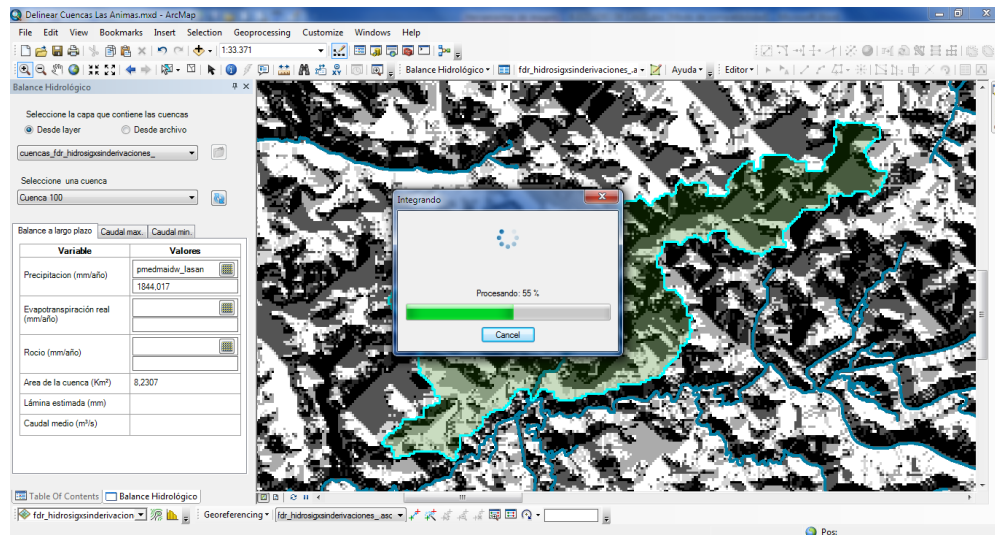 Delinear Cuencas Las Animas.mxd - ArcMap
File Edit View Bookmarks Insert Selection Geoprocessing Customize Windows Help
1:33.371
Balance Hidrológico fdr_hidrosigxsinderivaciones_.a Ayuda Editor
Balance Hidrológico
Seleccione la capa que contiene las cuencas
Desde layer Desde archivo
cuencas_fdr_hidrosigxsinderivaciones_
Seleccione una cuenca
Cuenca 100
Balance a largo plazo Caudal max. Caudal min.
Variable Valores
Precipitacion (mm/año) pmedmaidw_lasan
1844,017
Evapotranspiración real
(mm/año)
Rocio (mm/año)
Area de la cuenca (Km²) 8,2307
Lámina estimada (mm)
Caudal medio (m³/s)
Integrando
Procesando: 55 %
Cancel
Table Of Contents Balance Hidrológico
fdr_hidrosigxsinderivacion Georeferencing fdr_hidrosigxsinderivaciones_.asc
Pos: